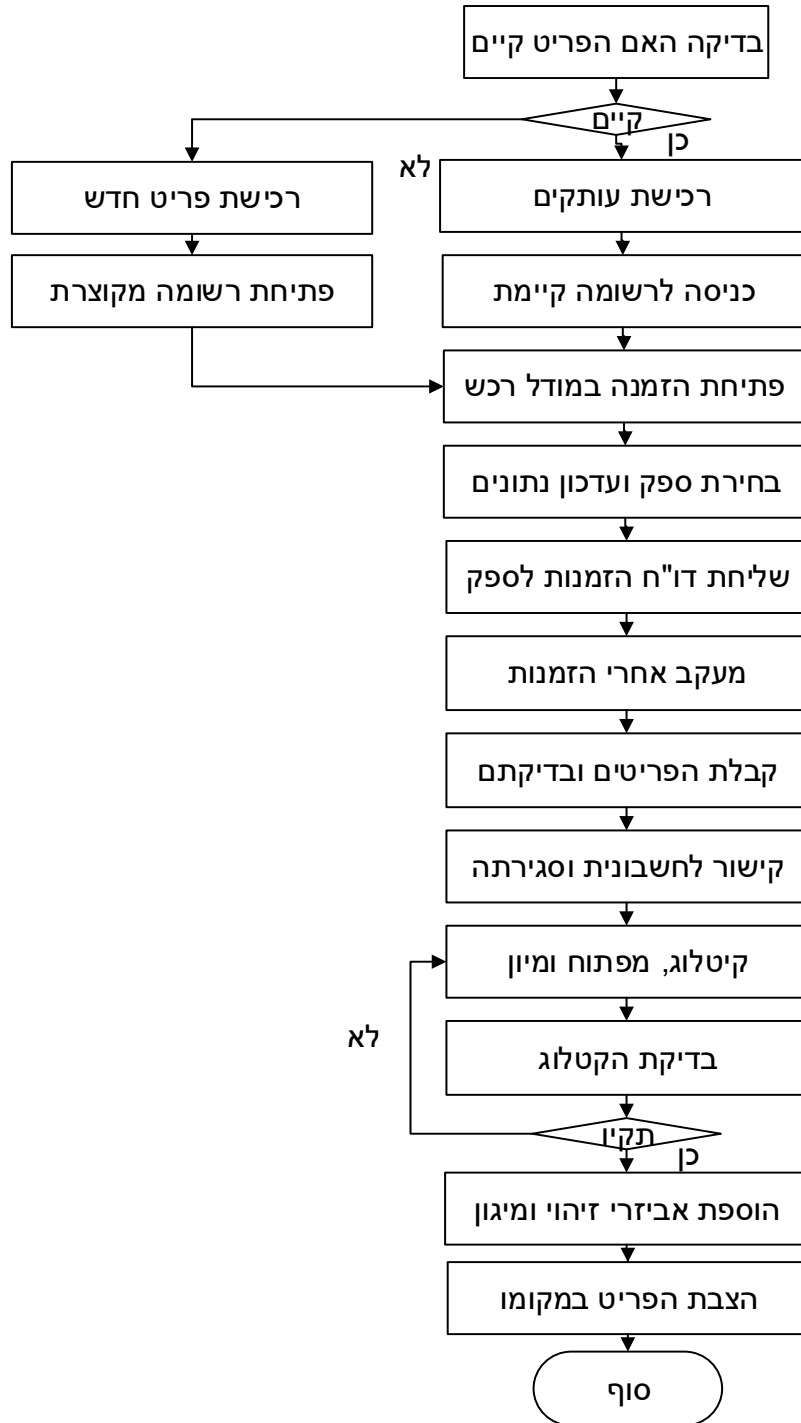 בדיקה האם הפריט קיים
קיים
כן
לא
רכישת עותקים
רכישת פריט חדש
כניסה לרשומה קיימת
פתיחת רשומה מקוצרת
פתיחת הזמנה במודל רכש
בחירת ספק ועדכון נתונים
שליחת דו"ח הזמנות לספק
מעקב אחרי הזמנות
קבלת הפריטים ובדיקתם
קישור לחשבונית וסגירתה
קיטלוג, מפתוח ומיון
לא
בדיקת הקטלוג
תקין
כן
הוספת אביזרי זיהוי ומיגון
הצבת הפריט במקומו
סוף